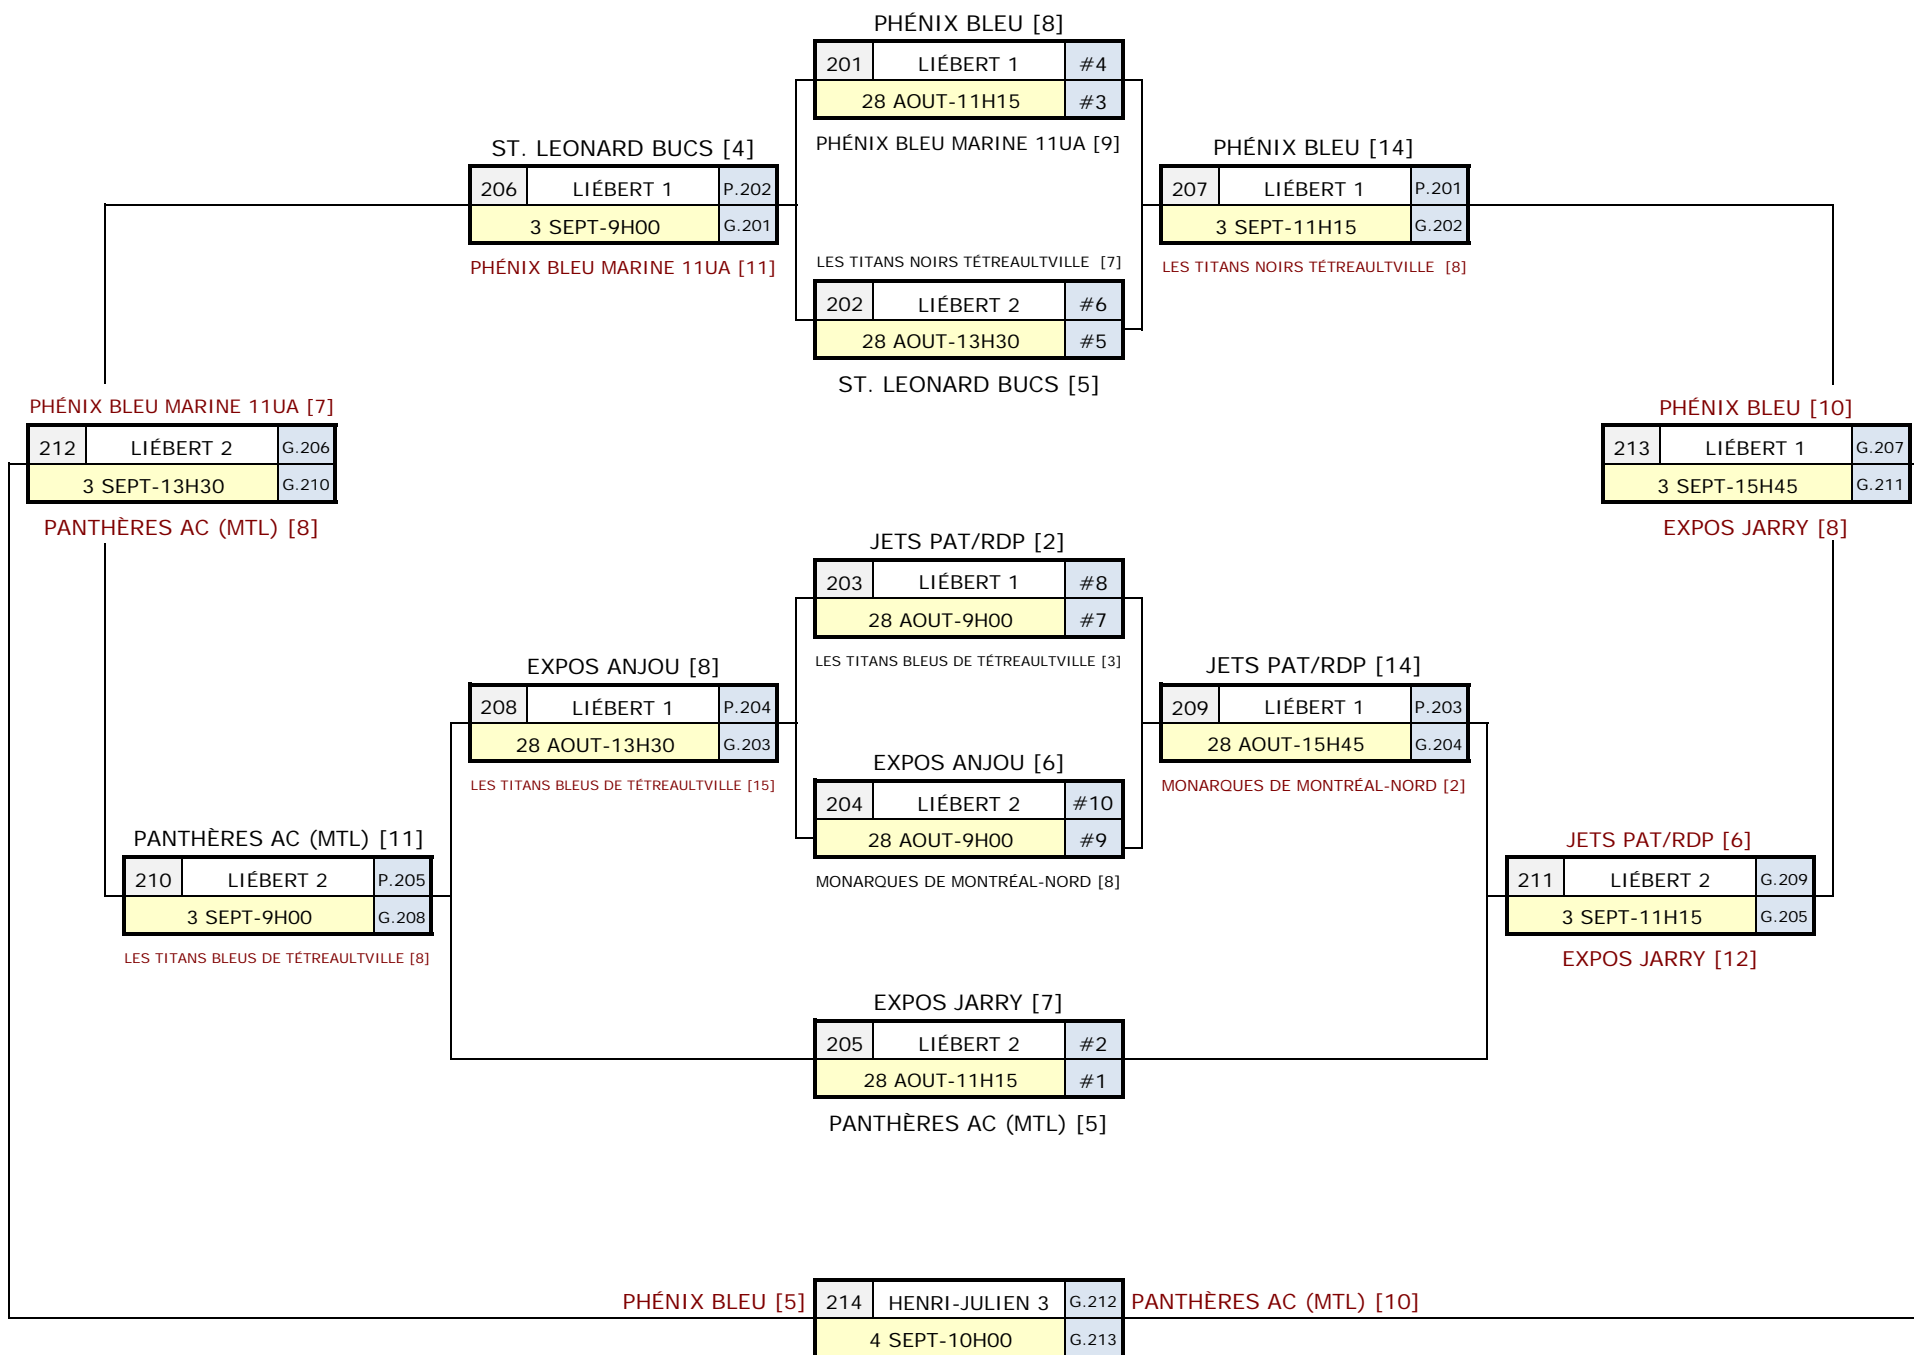 PHÉNIX BLEU [8]
201 LIÉBERT 1 #4
28 AOUT-11H15 #3
PHÉNIX BLEU MARINE 11UA [9]
ST. LEONARD BUCS [4]
206 LIÉBERT 1 P.202
3 SEPT-9H00 G.201
PHÉNIX BLEU MARINE 11UA [11]
PHÉNIX BLEU [14]
207 LIÉBERT 1 P.201
3 SEPT-11H15 G.202
LES TITANS NOIRS TÉTREAULTVILLE [8]
LES TITANS NOIRS TÉTREAULTVILLE [7]
202 LIÉBERT 2 #6
28 AOUT-13H30 #5
ST. LEONARD BUCS [5]
PHÉNIX BLEU MARINE 11UA [7]
212 LIÉBERT 2 G.206
3 SEPT-13H30 G.210
PANTHÈRES AC (MTL) [8]
PHÉNIX BLEU [10]
213 LIÉBERT 1 G.207
3 SEPT-15H45 G.211
EXPOS JARRY [8]
JETS PAT/RDP [2]
203 LIÉBERT 1 #8
28 AOUT-9H00 #7
LES TITANS BLEUS DE TÉTREAULTVILLE [3]
EXPOS ANJOU [8]
208 LIÉBERT 1 P.204
28 AOUT-13H30 G.203
LES TITANS BLEUS DE TÉTREAULTVILLE [15]
JETS PAT/RDP [14]
209 LIÉBERT 1 P.203
28 AOUT-15H45 G.204
MONARQUES DE MONTRÉAL-NORD [2]
EXPOS ANJOU [6]
204 LIÉBERT 2 #10
28 AOUT-9H00 #9
MONARQUES DE MONTRÉAL-NORD [8]
PANTHÈRES AC (MTL) [11]
210 LIÉBERT 2 P.205
3 SEPT-9H00 G.208
LES TITANS BLEUS DE TÉTREAULTVILLE [8]
JETS PAT/RDP [6]
211 LIÉBERT 2 G.209
3 SEPT-11H15 G.205
EXPOS JARRY [12]
EXPOS JARRY [7]
205 LIÉBERT 2 #2
28 AOUT-11H15 #1
PANTHÈRES AC (MTL) [5]
PHÉNIX BLEU [5] 214 HENRI-JULIEN 3 G.212 PANTHÈRES AC (MTL) [10]
4 SEPT-10H00 G.213